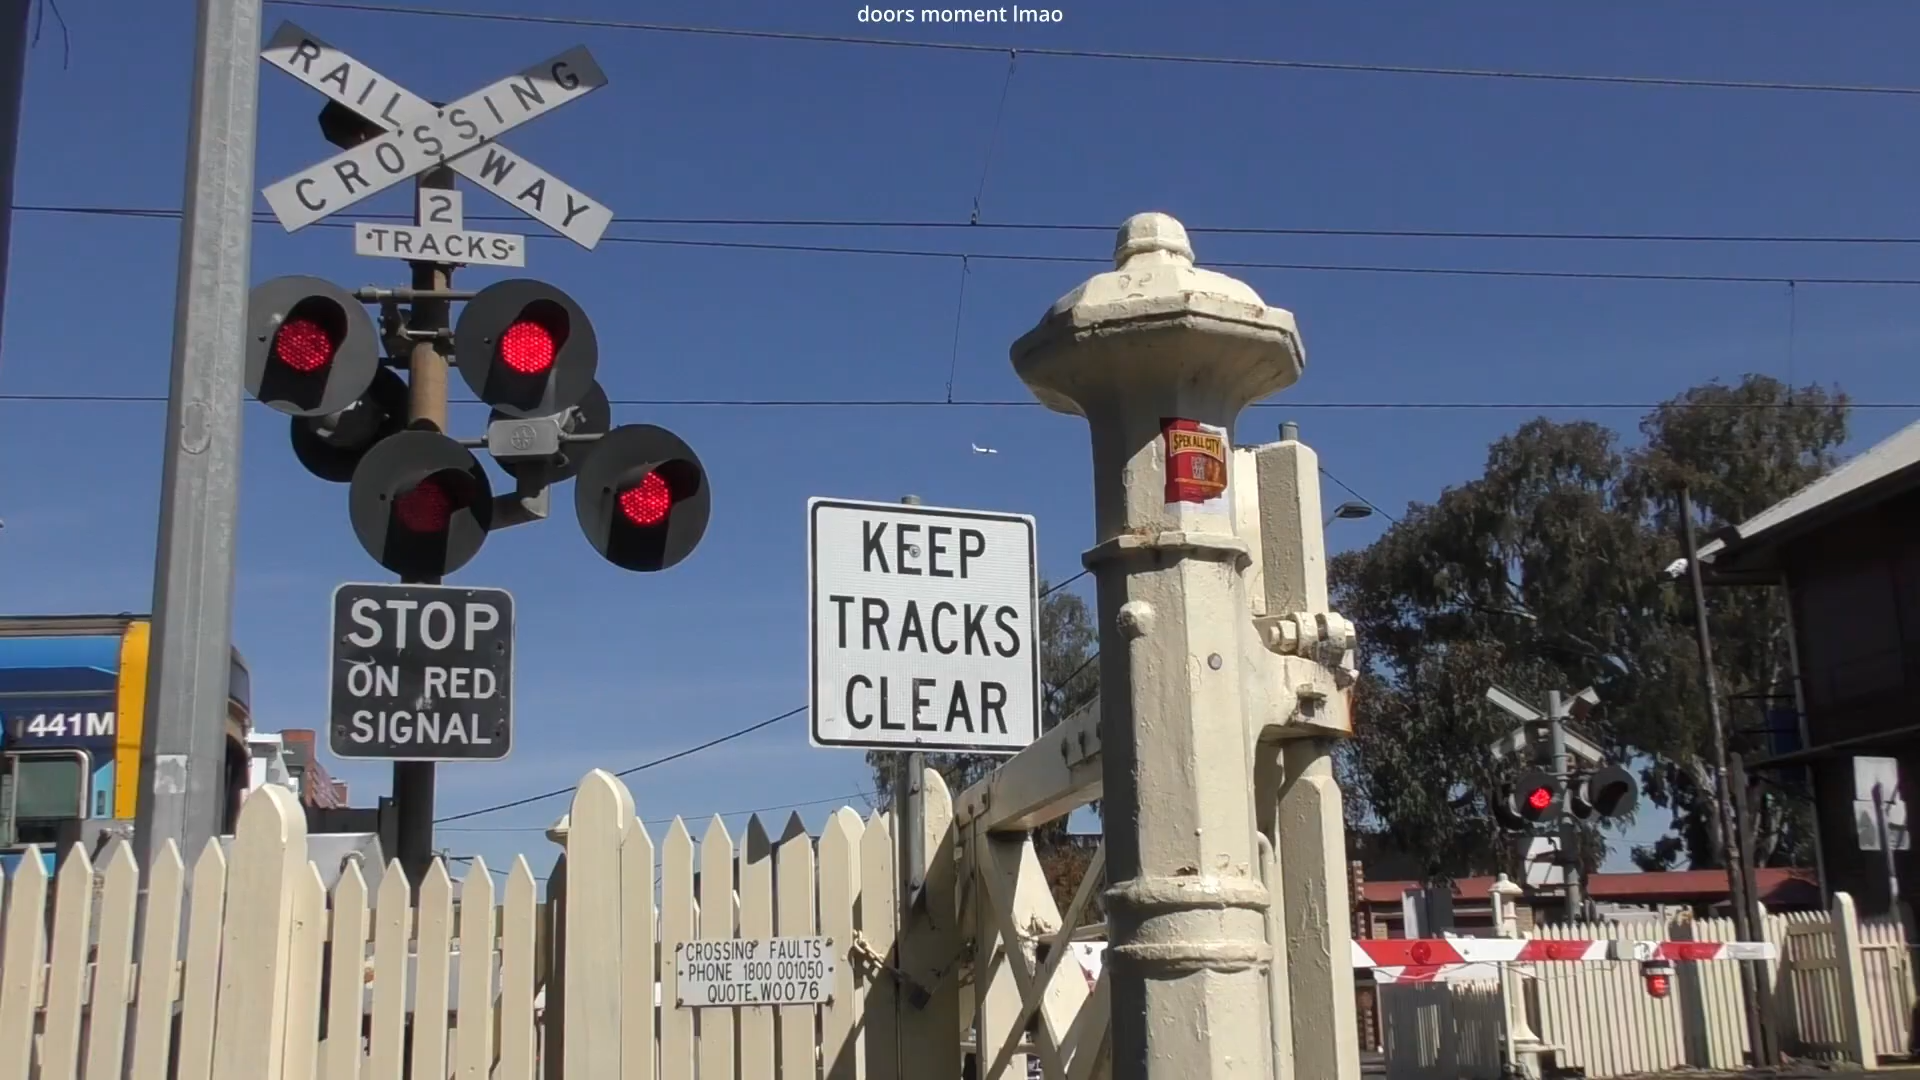 doors moment lmao
RAILWAY
CROSSING
2
TRACKS
STOP
ON RED
SIGNAL
KEEP
TRACKS
CLEAR
SPEK ALL CITY
441M
CROSSING FAULTS
PHONE 1800 001050
QUOTE.W0076